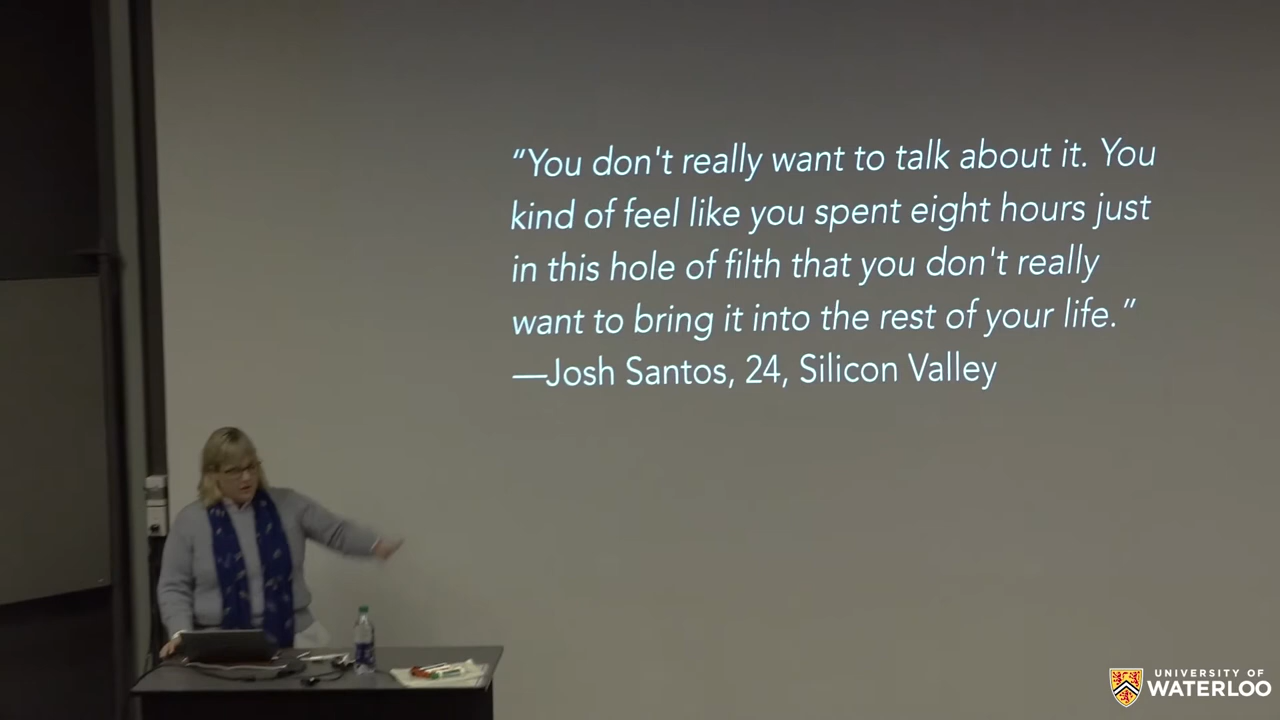 “You don't really want to talk about it. You
kind of feel like you spent eight hours just
in this hole of filth that you don't really
want to bring it into the rest of your life.”
—Josh Santos, 24, Silicon Valley
UNIVERSITY OF
WATERLOO